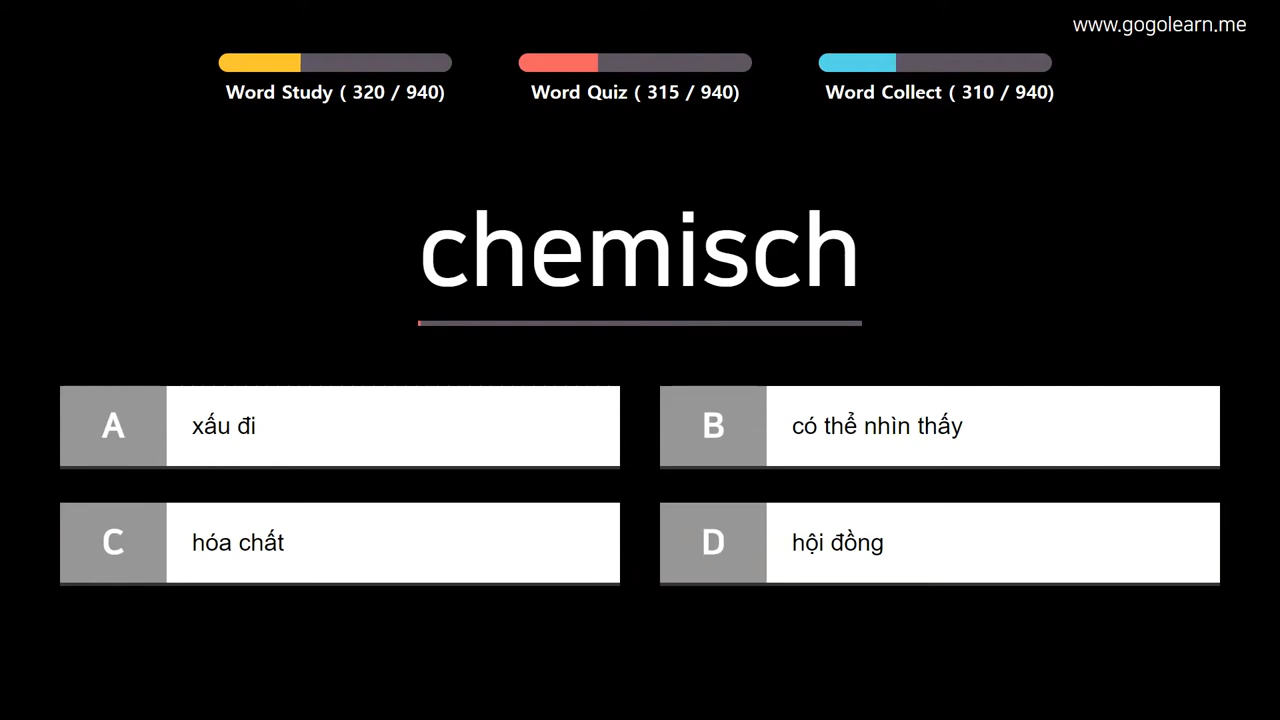 www.gogolearn.me
Word Study ( 320 / 940)
Word Quiz ( 315 / 940)
Word Collect ( 310 / 940)
chemisch
A xấu đi
B có thể nhìn thấy
C hóa chất
D hội đồng